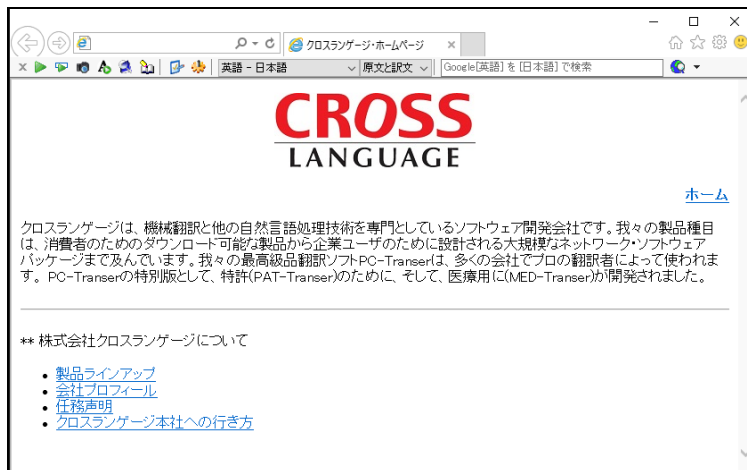 クロスランゲージ・ホームページ
英語 - 日本語
原文と訳文
Google[英語] を [日本語] で検索
CROSS
LANGUAGE
ホーム
クロスランゲージは、機械翻訳と他の自然言語処理技術を専門としているソフトウェア開発会社です。我々の製品種目
は、消費者のためのダウンロード可能な製品から企業ユーザのために設計される大規模なネットワーク・ソフトウェア
パッケージまで及んでいます。我々の最高級品翻訳ソフトPC-Transerは、多くの会社でプロの翻訳者によって使われま
す。 PC-Transerの特別版として、特許(PAT-Transer)のために、そして、医療用に(MED-Transer)が開発されました。
** 株式会社クロスランゲージについて
• 製品ラインアップ
• 会社プロフィール
• 任務声明
• クロスランゲージ本社への行き方